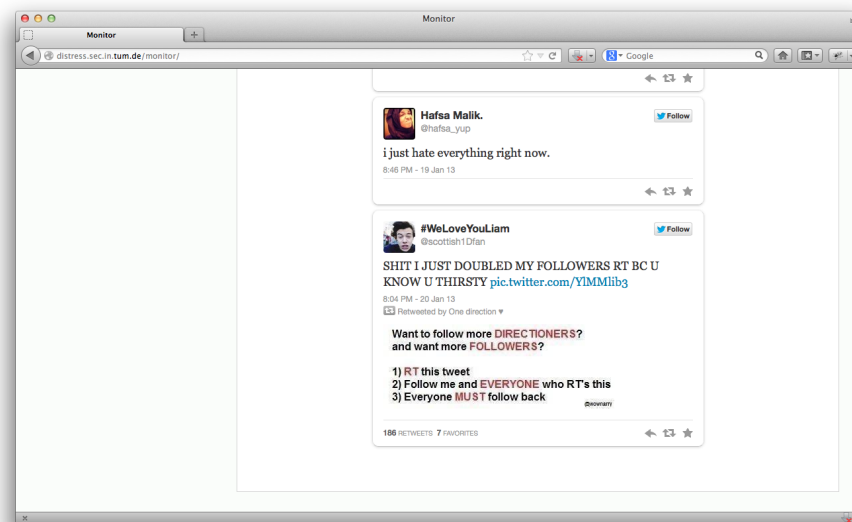 Monitor
Monitor
distress.sec.in.tum.de/monitor/
Google
Hafsa Malik.
Follow
@hafsa_yup
i just hate everything right now.
8:46 PM - 19 Jan 13
#WeLoveYouLiam
Follow
@scottish1Dfan
SHIT I JUST DOUBLED MY FOLLOWERS RT BC U
KNOW U THIRSTY pic.twitter.com/YlMMlib3
8:04 PM - 20 Jan 13
Retweeted by One direction ♥
Want to follow more DIRECTIONERS?
and want more FOLLOWERS?
1) RT this tweet
2) Follow me and EVERYONE who RT's this
3) Everyone MUST follow back
186 RETWEETS 7 FAVORITES